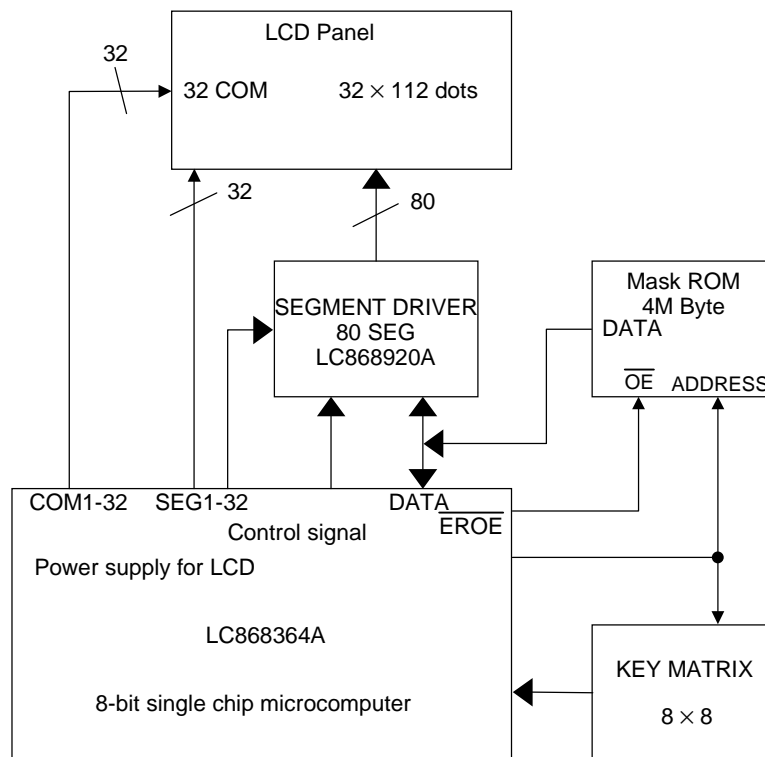 LCD Panel
32
32 COM
32 × 112 dots
32
80
SEGMENT DRIVER
80 SEG
LC868920A
Mask ROM
4M Byte
DATA
OE
ADDRESS
COM1-32
SEG1-32
DATA
EROE
Control signal
Power supply for LCD
LC868364A
8-bit single chip microcomputer
KEY MATRIX
8 × 8